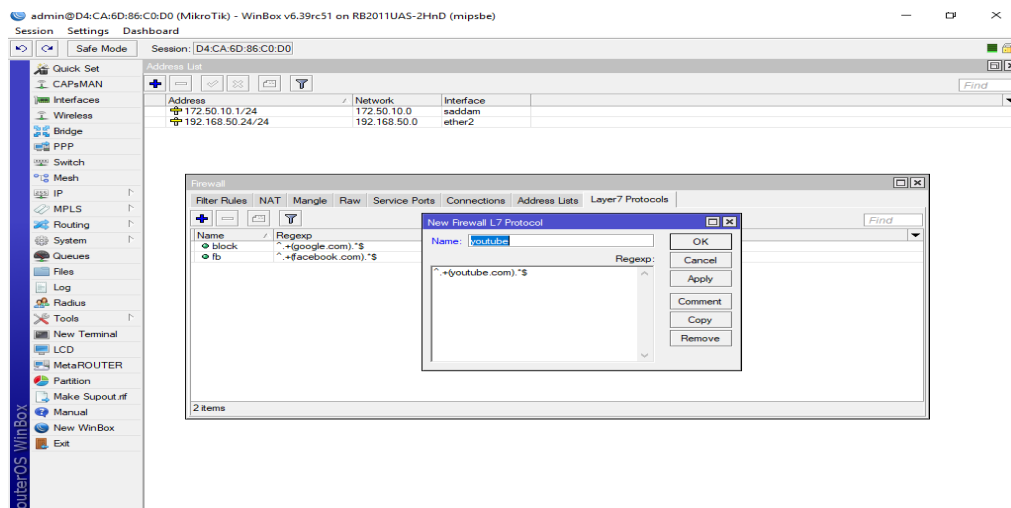 admin@D4:CA:6D:86:C0:D0 (MikroTik) - WinBox v6.39rc51 on RB2011UAS-2HnD (mipsbe)
Session Settings Dashboard
Safe Mode Session: D4:CA:6D:86:C0:D0
Quick Set
CAPsMAN
Interfaces
Wireless
Bridge
PPP
Switch
Mesh
IP
MPLS
Routing
System
Queues
Files
Log
Radius
Tools
New Terminal
LCD
MetaROUTER
Partition
Make Supout.rif
Manual
New WinBox
Exit
outerOS WinBox
Address List
Find
Address Network Interface
172.50.10.1/24 172.50.10.0 saddam
192.168.50.24/24 192.168.50.0 ether2
Firewall
Filter Rules NAT Mangle Raw Service Ports Connections Address Lists Layer7 Protocols
Find
Name Regexp
block ^.+(google.com).*$
fb ^.+(facebook.com).*$
2 items
New Firewall L7 Protocol
Name: youtube
Regexp:
^.+(youtube.com).*$
OK
Cancel
Apply
Comment
Copy
Remove